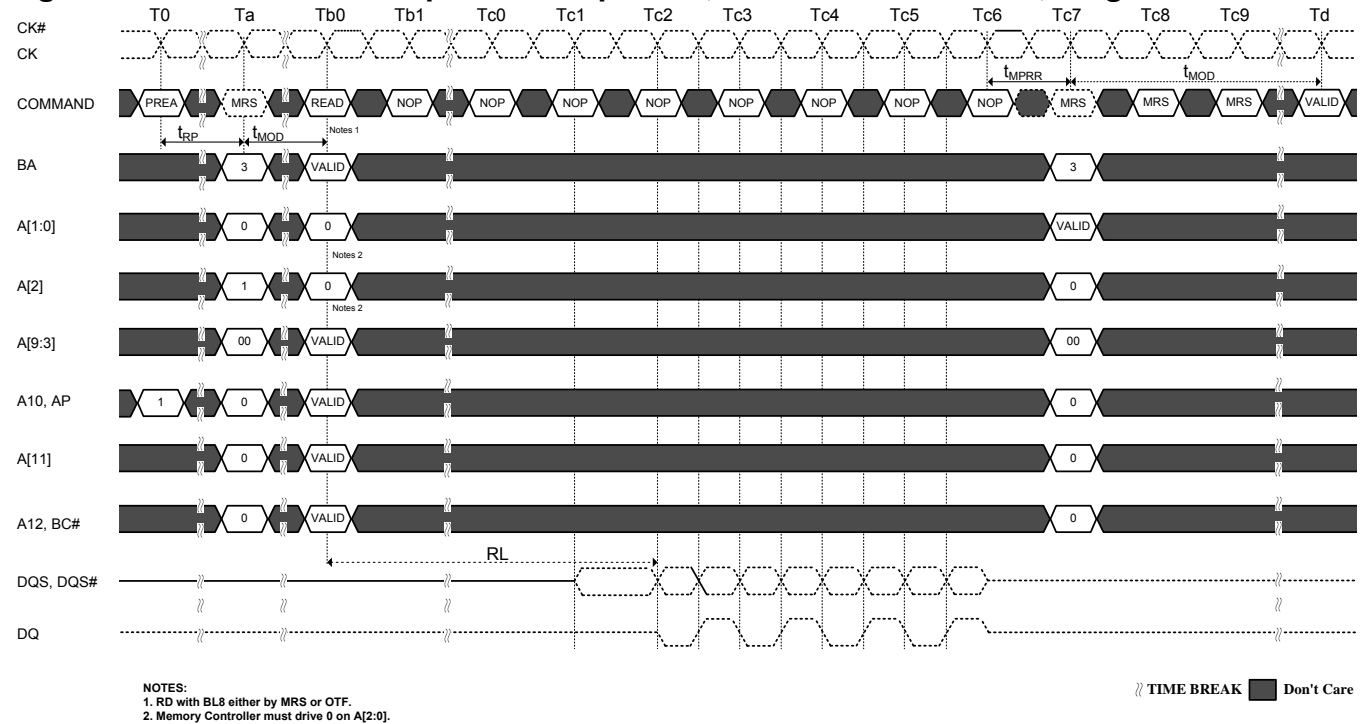 T0 Ta Tb0 Tb1 Tc0 Tc1 Tc2 Tc3 Tc4 Tc5 Tc6 Tc7 Tc8 Tc9 Td
CK#
CK
tMPRR tMOD
COMMAND PREA MRS READ NOP NOP NOP NOP NOP NOP NOP NOP MRS MRS MRS VALID
tRP tMOD Notes 1
BA 3 VALID 3
A[1:0] 0 0 VALID
Notes 2
A[2] 1 0 0
Notes 2
A[9:3] 00 VALID 00
A10, AP 1 0 VALID 0
A[11] 0 VALID 0
A12, BC# 0 VALID 0
RL
DQS, DQS#
DQ
NOTES:
1. RD with BL8 either by MRS or OTF.
2. Memory Controller must drive 0 on A[2:0].
TIME BREAK Don't Care